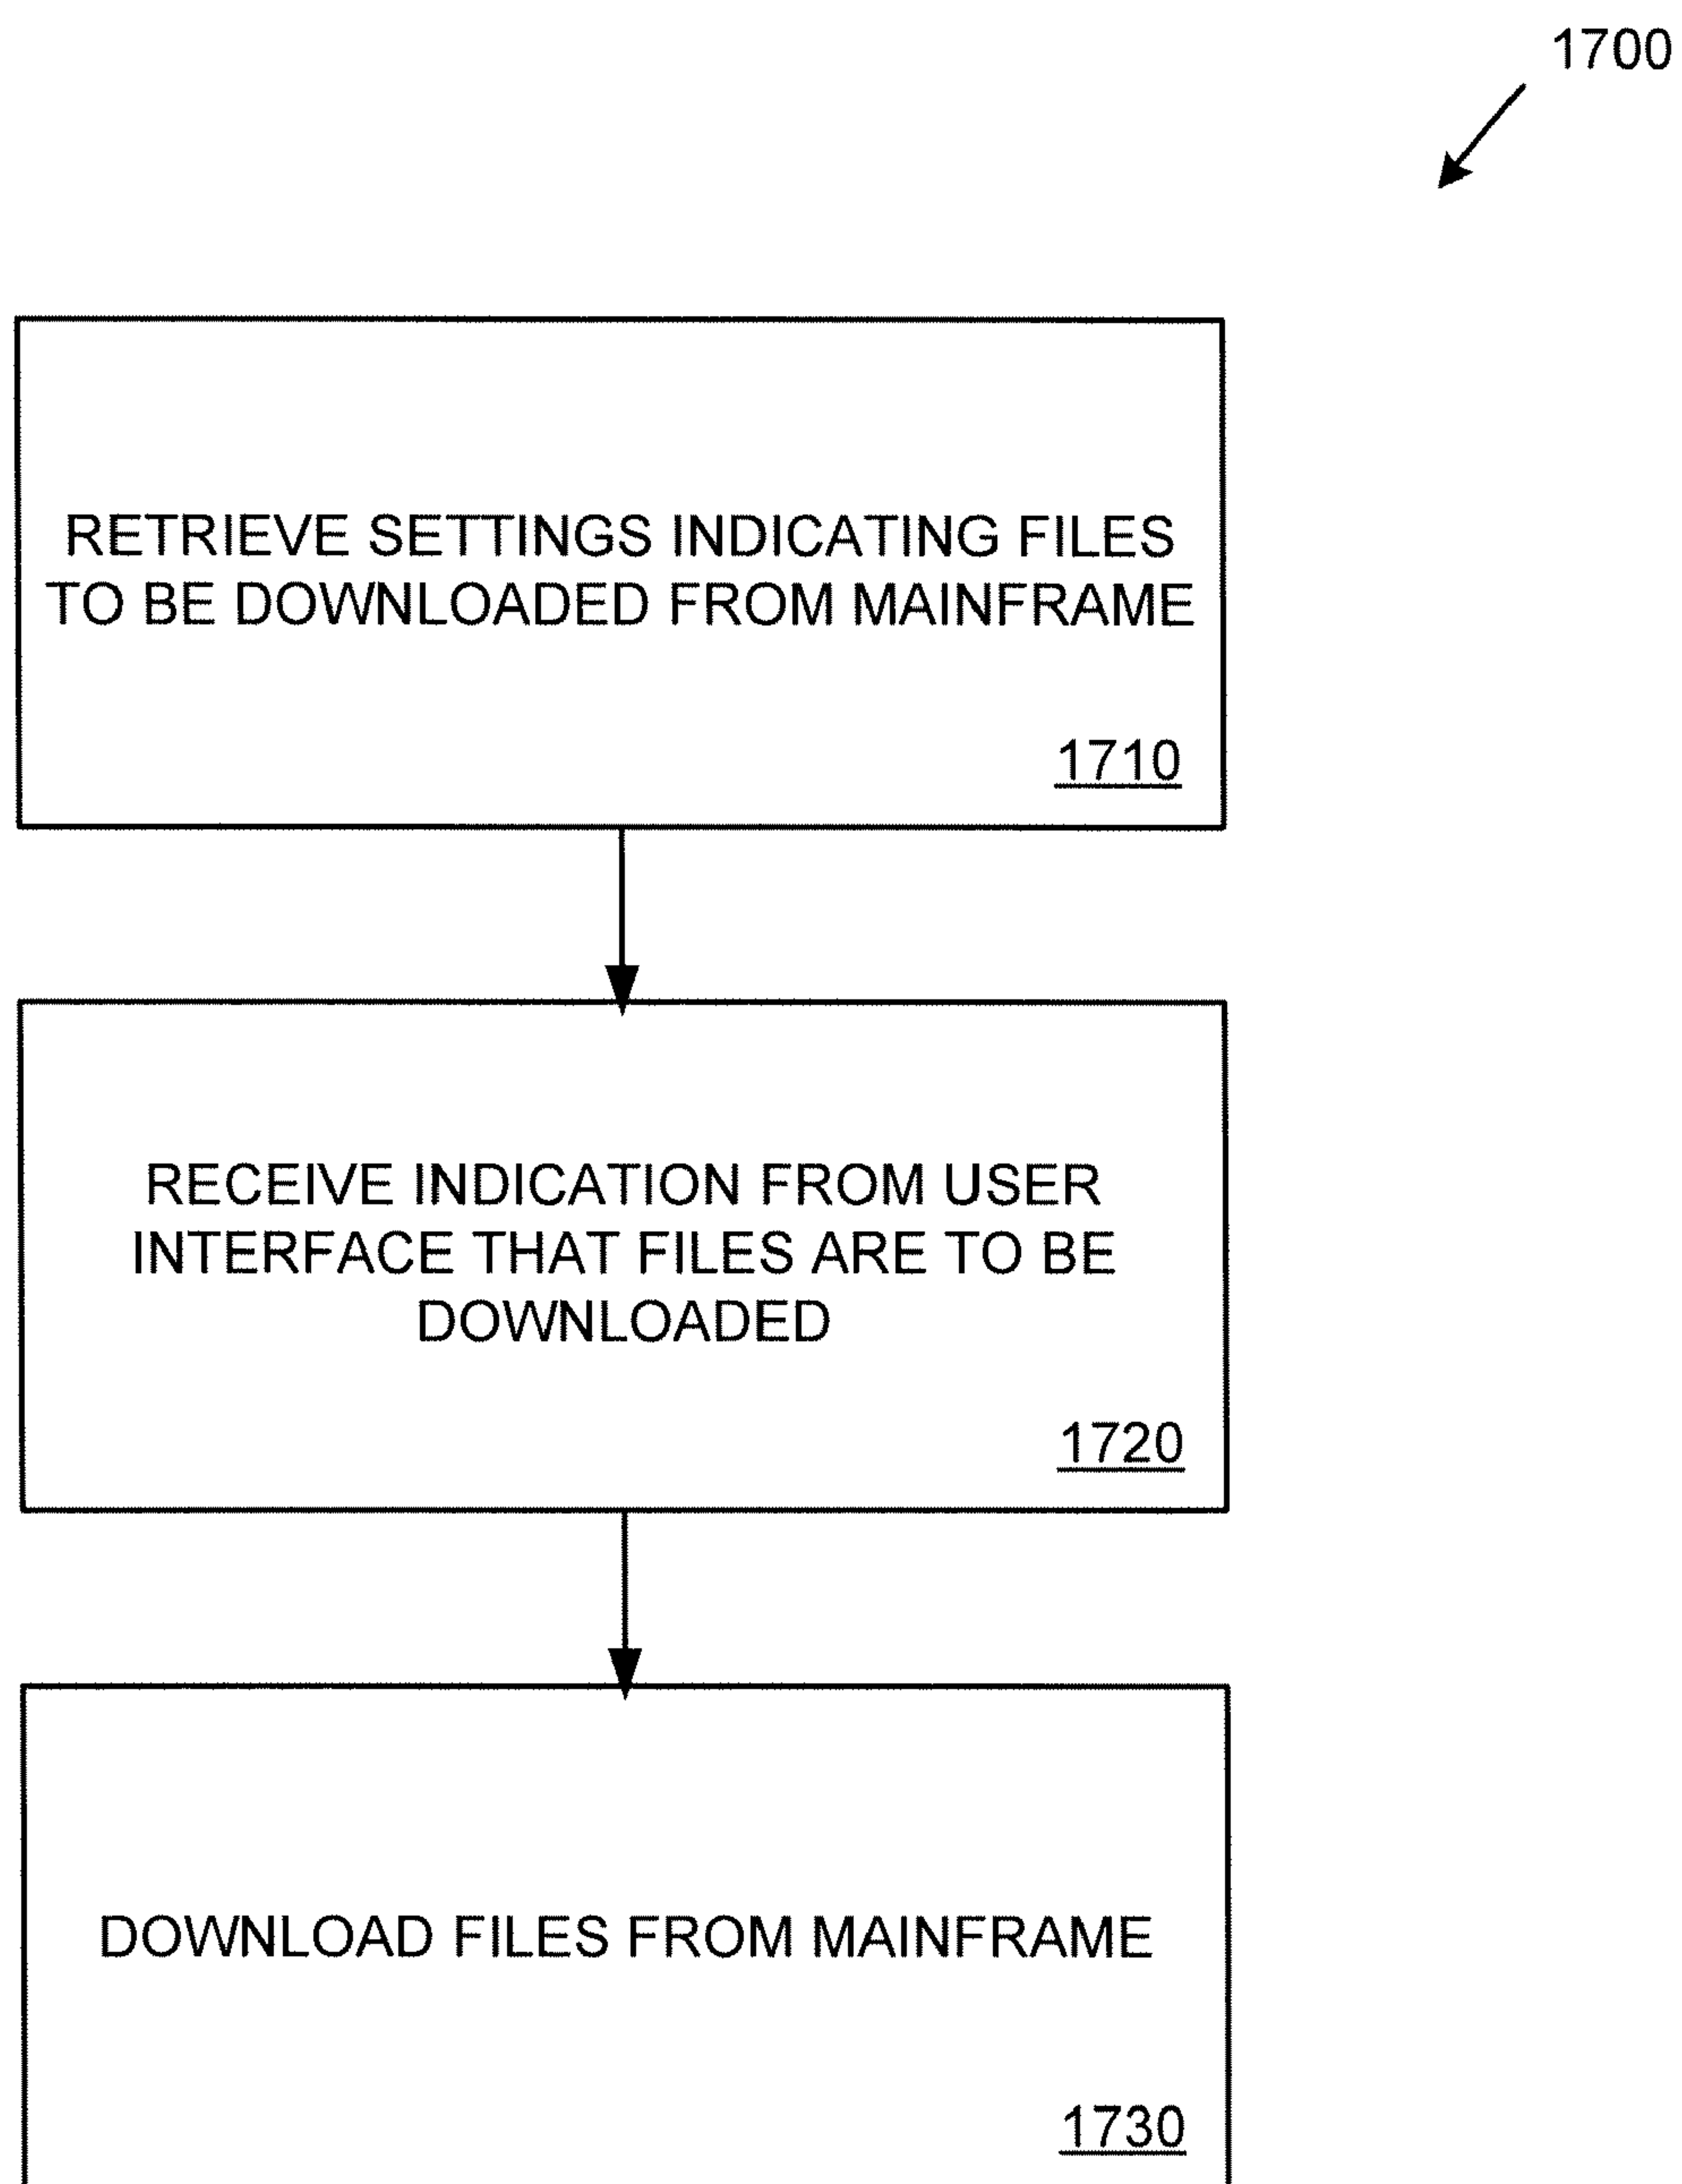 1700
RETRIEVE SETTINGS INDICATING FILES
TO BE DOWNLOADED FROM MAINFRAME
1710
RECEIVE INDICATION FROM USER
INTERFACE THAT FILES ARE TO BE
DOWNLOADED
1720
DOWNLOAD FILES FROM MAINFRAME
1730